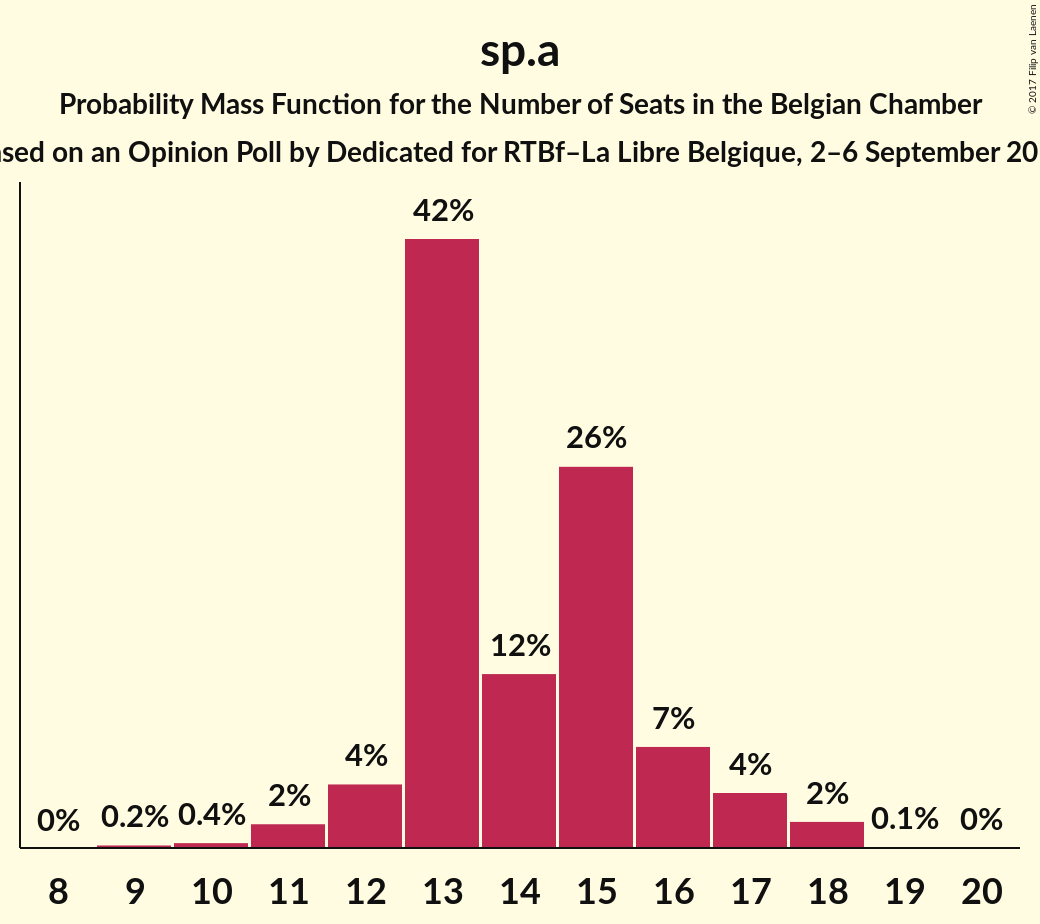 sp.a
Probability Mass Function for the Number of Seats in the Belgian Chamber
on an Opinion Poll by Dedicated for RTBf–La Libre Belgique, 2–6 September
© 2017 Filip van Laenen
42%
26%
12%
7%
4%
4%
2%
2%
0%
0.2%
0.4%
0.1%
0%
8 9 10 11 12 13 14 15 16 17 18 19 20